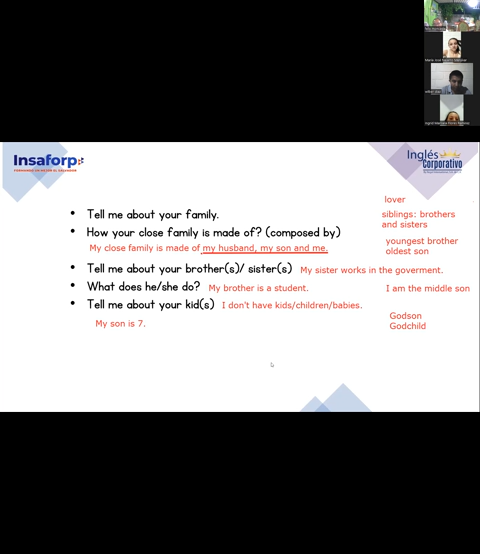 Insaforp
Inglés
Corporativo
lover
Tell me about your family.
siblings: brothers
and sisters
How your close family is made of? (composed by)
My close family is made of my husband, my son and me.
youngest brother
oldest son
Tell me about your brother(s)/ sister(s) My sister works in the goverment.
What does he/she do? My brother is a student.
I am the middle son
Tell me about your kid(s) I don't have kids/children/babies.
My son is 7.
Godson
Godchild